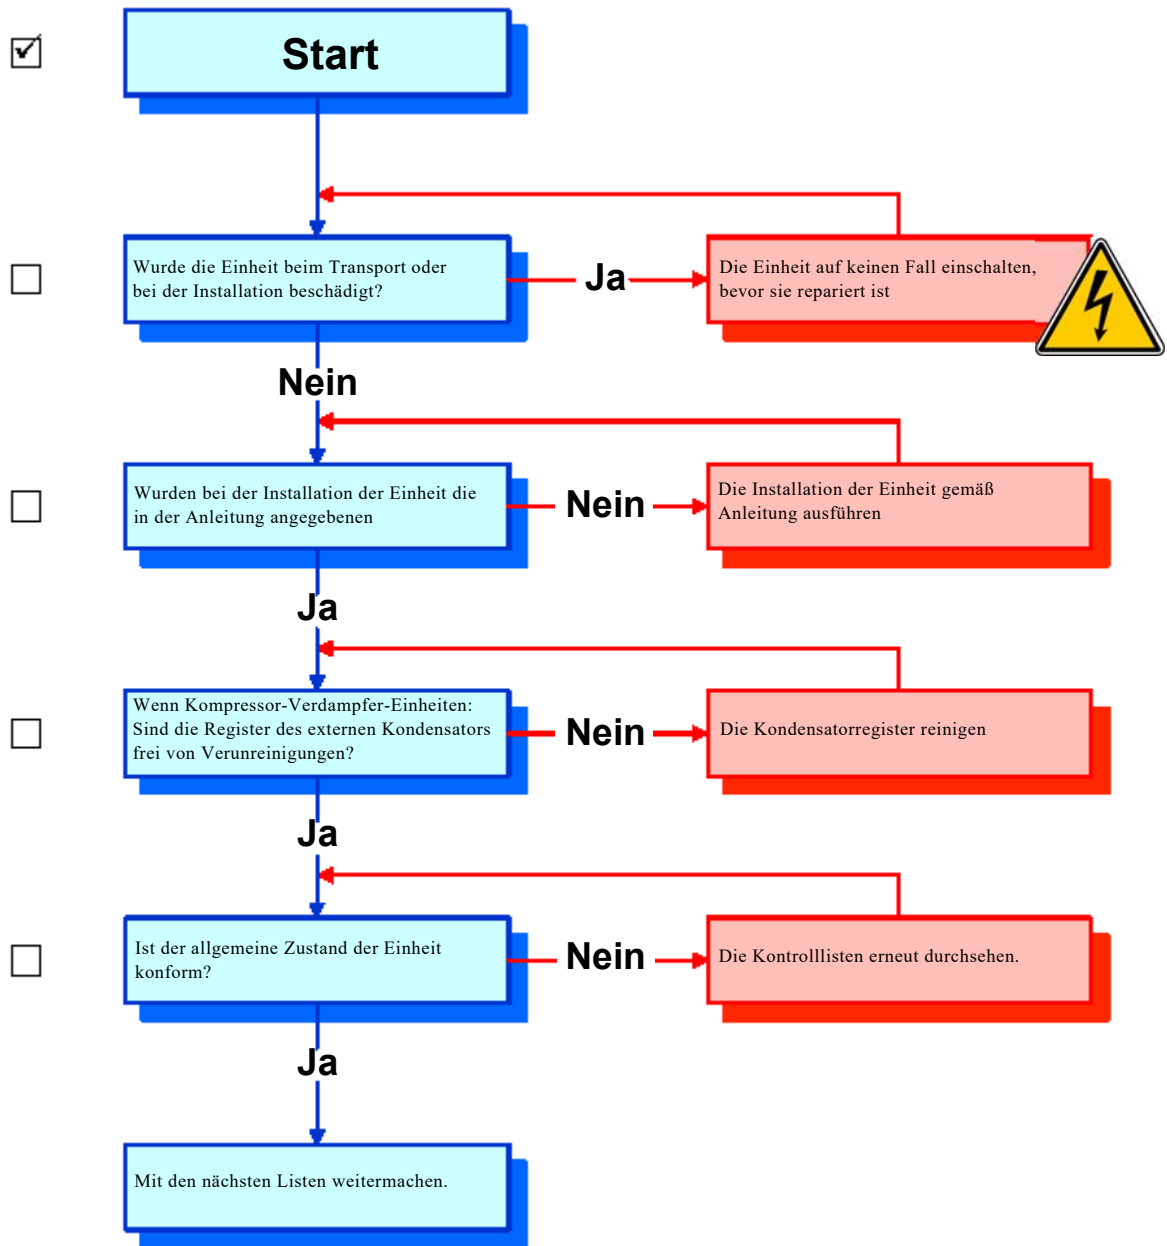 Start
Wurde die Einheit beim Transport oder
bei der Installation beschädigt?
Ja
Die Einheit auf keinen Fall einschalten,
bevor sie repariert ist
Nein
Wurden bei der Installation der Einheit die
in der Anleitung angegebenen
Nein
Die Installation der Einheit gemäß
Anleitung ausführen
Ja
Wenn Kompressor-Verdampfer-Einheiten:
Sind die Register des externen Kondensators
frei von Verunreinigungen?
Nein
Die Kondensatorregister reinigen
Ja
Ist der allgemeine Zustand der Einheit
konform?
Nein
Die Kontrolllisten erneut durchsehen.
Ja
Mit den nächsten Listen weitermachen.